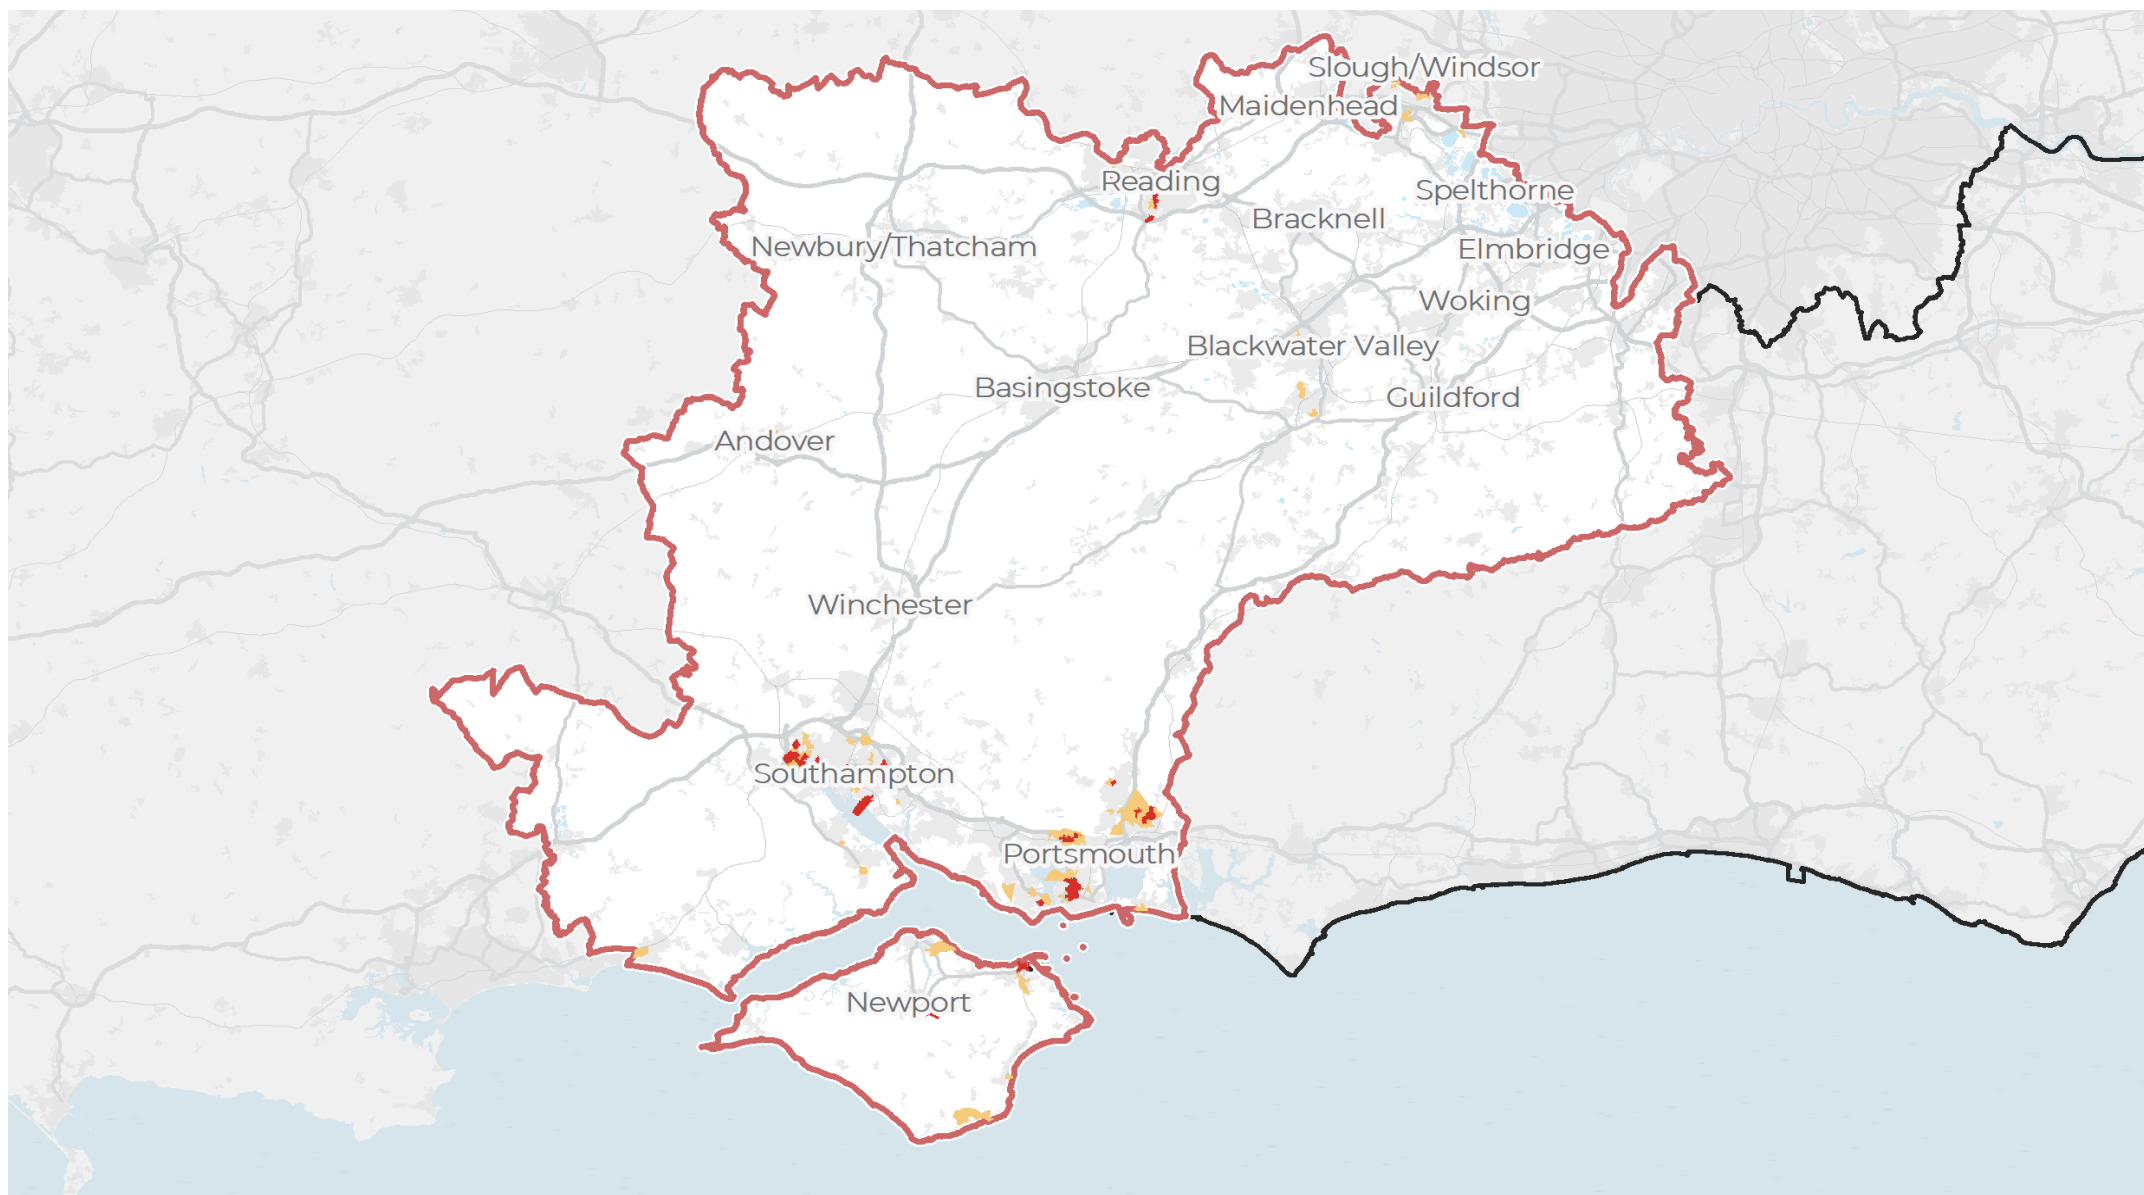 Slough/Windsor
Maidenhead
Reading
Spelthorne
Bracknell
Newbury/Thatcham
Elmbridge
Woking
Blackwater Valley
Basingstoke
Guildford
Andover
Winchester
Southampton
Portsmouth
Newport